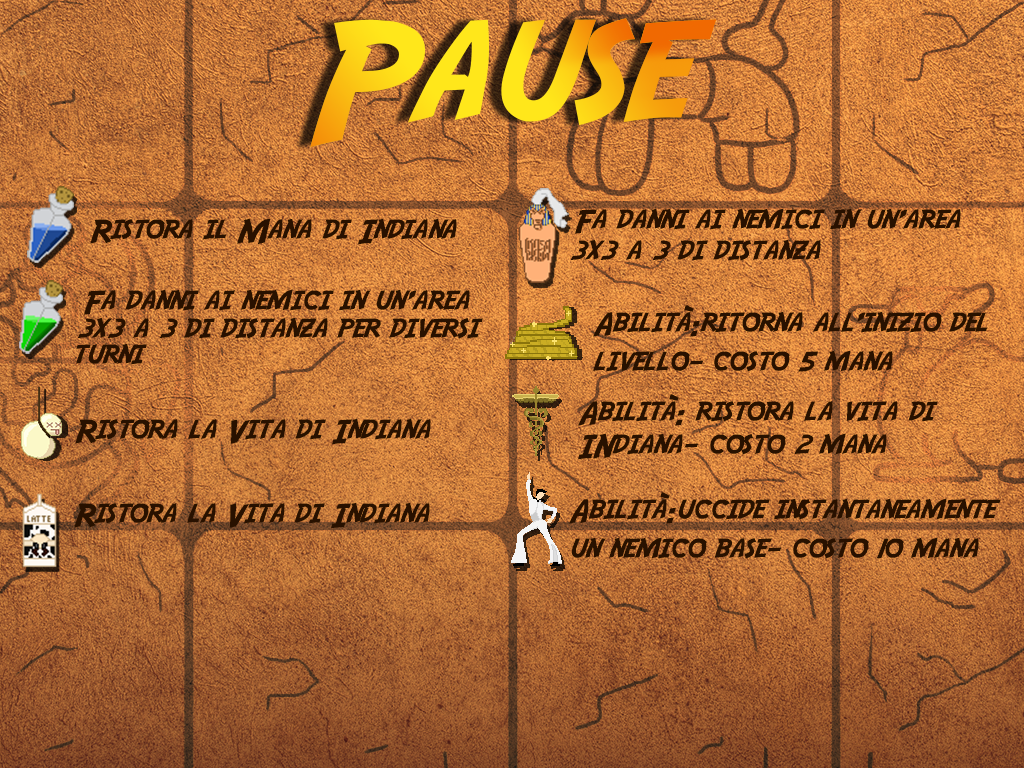 PAUSE
RISTORA IL MANA DI INDIANA
FA DANNI AI NEMICI IN UN'AREA
3X3 A 3 DI DISTANZA PER DIVERSI
TURNI
RISTORA LA VITA DI INDIANA
LATTE
RISTORA LA VITA DI INDIANA
FA DANNI AI NEMICI IN UN'AREA
3X3 A 3 DI DISTANZA
ABILITÀ:RITORNA ALL'INIZIO DEL
LIVELLO- COSTO 5 MANA
ABILITÀ: RISTORA LA VITA DI
INDIANA- COSTO 2 MANA
ABILITÀ:UCCIDE INSTANTANEAMENTE
UN NEMICO BASE- COSTO 10 MANA